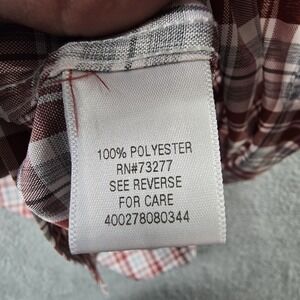 100% POLYESTER
RN#73277
SEE REVERSE
FOR CARE
400278080344